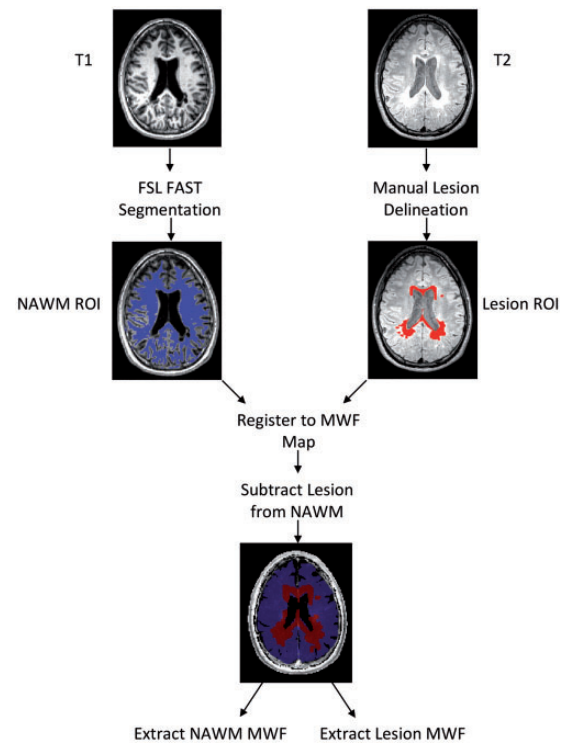 T1
T2
FSL FAST
Segmentation
Manual Lesion
Delineation
NAWM ROI
Lesion ROI
Register to MWF
Map
Subtract Lesion
from NAWM
Extract NAWM MWF
Extract Lesion MWF